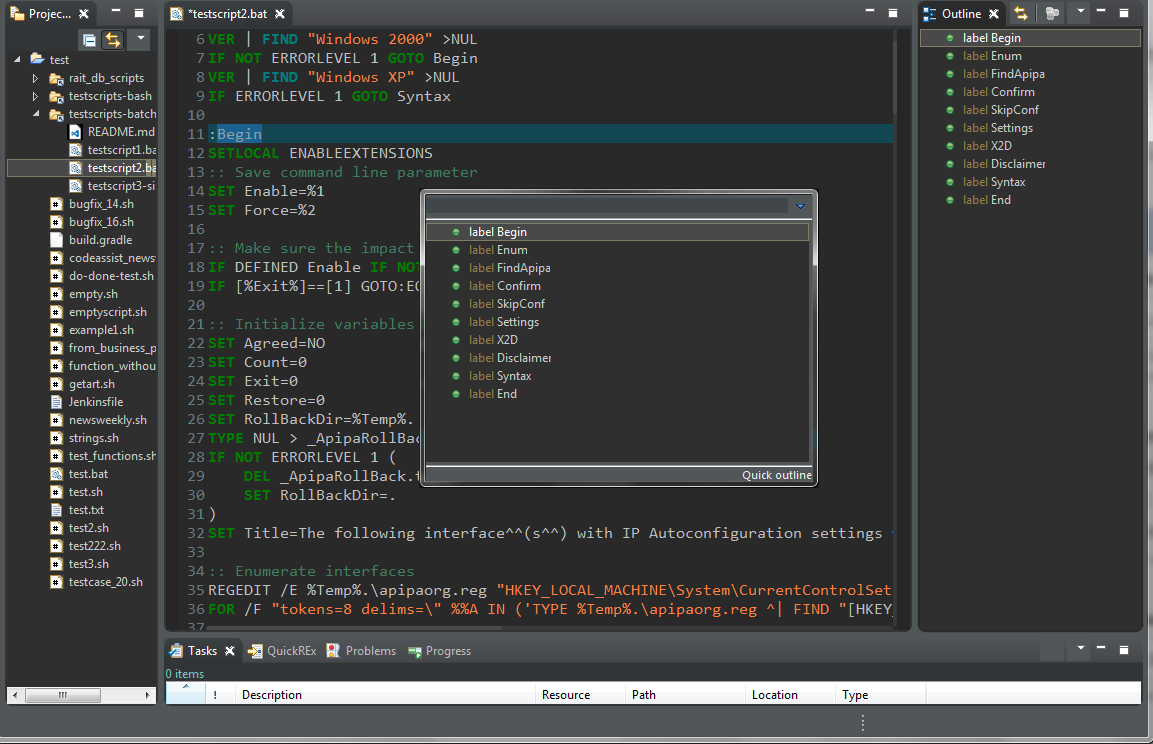 Projec...
test
rait_db_scripts
testscripts-bash
testscripts-batch
README.md
testscript1.ba
testscript2.ba
testscript3-si
bugfix_14.sh
bugfix_16.sh
build.gradle
codeassist_news
do-done-test.sh
empty.sh
emptyscript.sh
example1.sh
from_business_p
function_withou
getart.sh
Jenkinsfile
newsweekly.sh
strings.sh
test_functions.sh
test.bat
test.sh
test.txt
test2.sh
test222.sh
test3.sh
testcase_20.sh
*testscript2.bat
6 VER | FIND "Windows 2000" >NUL
7 IF NOT ERRORLEVEL 1 GOTO Begin
8 VER | FIND "Windows XP" >NUL
9 IF ERRORLEVEL 1 GOTO Syntax
10
11 :Begin
12 SETLOCAL ENABLEEXTENSIONS
13 :: Save command line parameter
14 SET Enable=%1
15 SET Force=%2
16
17 :: Make sure the impact
18 IF DEFINED Enable IF NOT
19 IF [%Exit%]==[1] GOTO:EO
20
21 :: Initialize variables
22 SET Agreed=NO
23 SET Count=0
24 SET Exit=0
25 SET Restore=0
26 SET RollBackDir=%Temp%.
27 TYPE NUL > _ApipaRollBac
28 IF NOT ERRORLEVEL 1 (
29 DEL _ApipaRollBack.t
30 SET RollBackDir=.
31 )
32 SET Title=The following interface^^(s^^) with IP Autoconfiguration settings
33
34 :: Enumerate interfaces
35 REGEDIT /E %Temp%.\apipaorg.reg "HKEY_LOCAL_MACHINE\System\CurrentControlSet
36 FOR /F "tokens=8 delims=\" %%A IN ('TYPE %Temp%.\apipaorg.reg ^| FIND "[HKEY_
37
label Begin
label Enum
label FindApipa
label Confirm
label SkipConf
label Settings
label X2D
label Disclaimer
label Syntax
label End
Quick outline
Outline
label Begin
label Enum
label FindApipa
label Confirm
label SkipConf
label Settings
label X2D
label Disclaimer
label Syntax
label End
Tasks QuickREx Problems Progress
0 items
! Description Resource Path Location Type